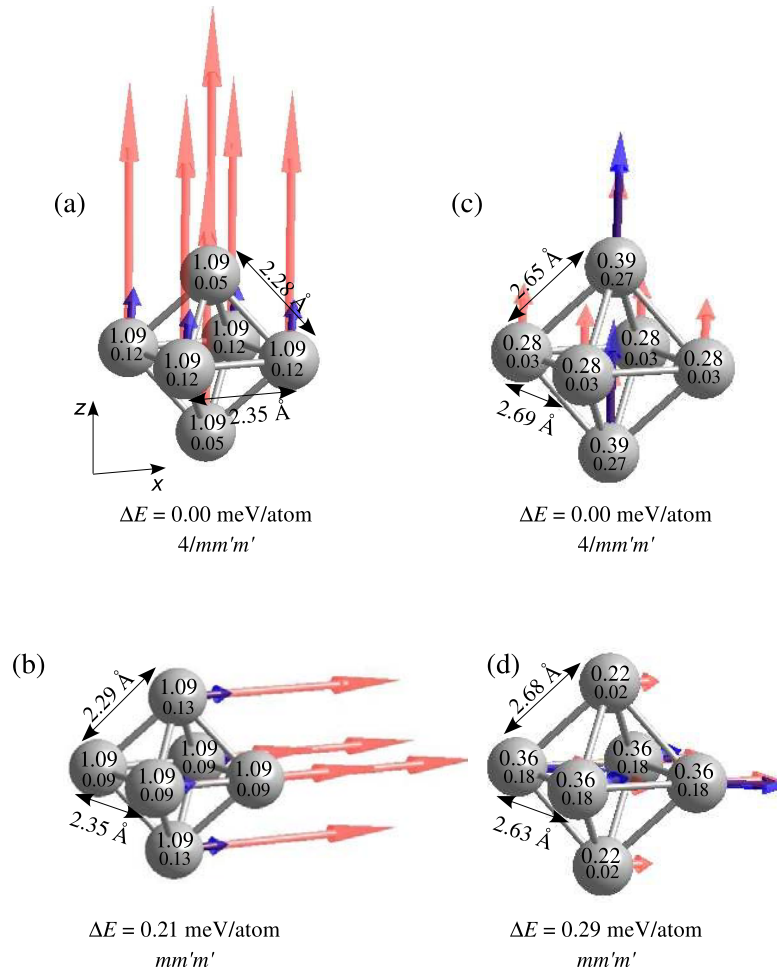 (a)
1.09
0.05
2.28 Å
1.09
0.12
1.09
0.12
1.09
0.12
1.09
0.12
2.35 Å
1.09
0.05
z
x
ΔE = 0.00 meV/atom
4/mm'm'
(c)
0.39
0.27
2.65 Å
0.28
0.03
0.28
0.03
0.28
0.03
0.28
0.03
2.69 Å
0.39
0.27
ΔE = 0.00 meV/atom
4/mm'm'
(b)
1.09
0.13
2.29 Å
1.09
0.09
1.09
0.09
1.09
0.09
1.09
0.09
2.35 Å
1.09
0.13
ΔE = 0.21 meV/atom
mm'm'
(d)
0.22
0.02
2.68 Å
0.36
0.18
0.36
0.18
0.36
0.18
0.36
0.18
2.63 Å
0.22
0.02
ΔE = 0.29 meV/atom
mm'm'